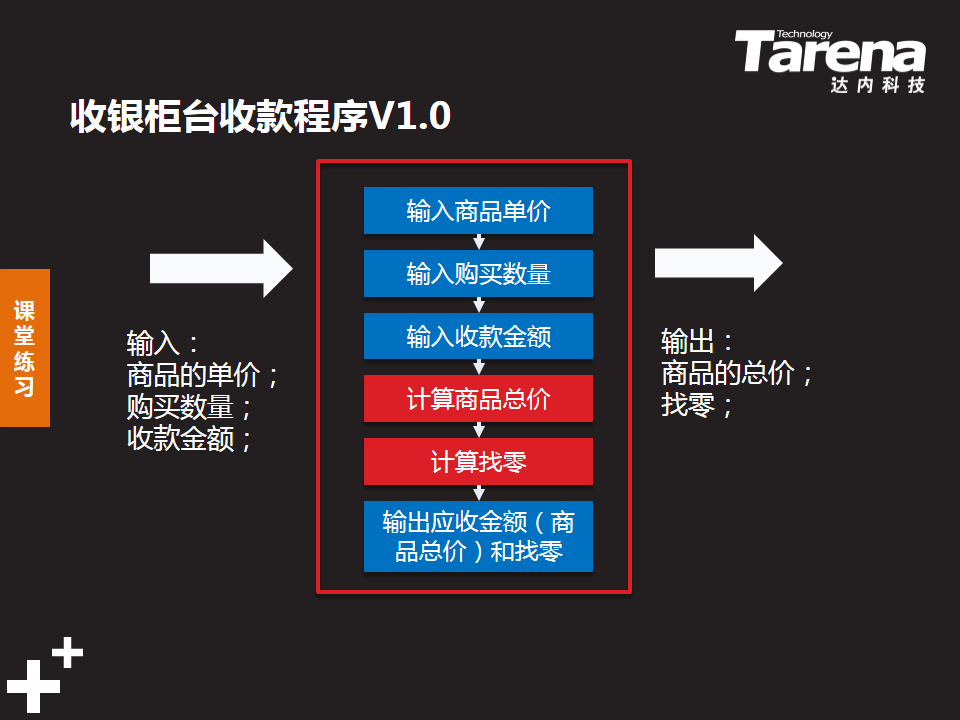 Technology
Tarena
达内科技
收银柜台收款程序V1.0
课
堂
练
习
输入：
商品的单价；
购买数量；
收款金额；
输入商品单价
输入购买数量
输入收款金额
计算商品总价
计算找零
输出应收金额（商
品总价）和找零
输出：
商品的总价；
找零；